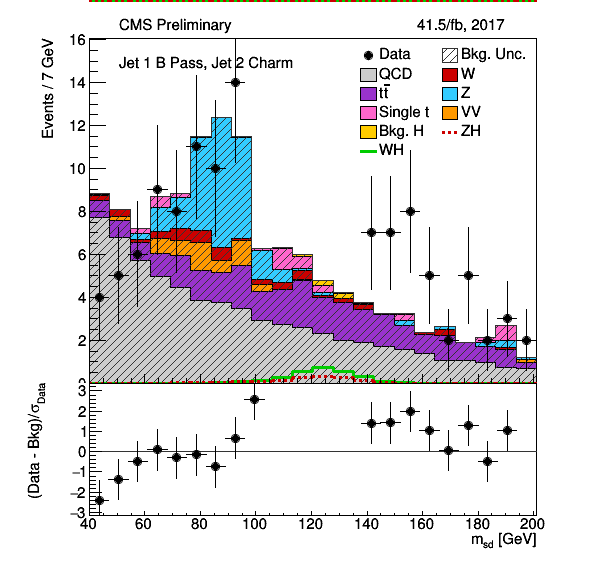 CMS Preliminary 41.5/fb, 2017
Jet 1 B Pass, Jet 2 Charm
Events / 7 GeV
16
14
12
10
8
6
4
2
0
Data
Bkg. Unc.
QCD
W
tt̄
Z
Single t
VV
Bkg. H
ZH
WH
(Data - Bkg)/σData
3
2
1
0
−1
−2
−3
40 60 80 100 120 140 160 180 200
msd [GeV]